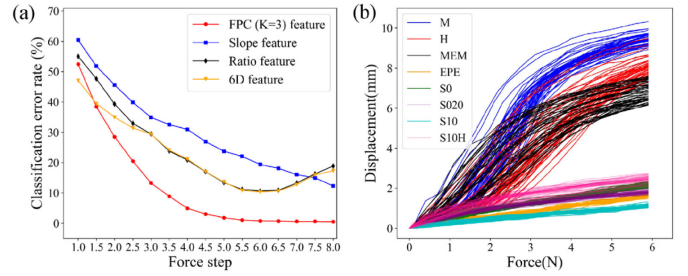 (a)
Classification error rate (%)
70
60
50
40
30
20
10
0
FPC (K=3) feature
Slope feature
Ratio feature
6D feature
1.0 1.5 2.0 2.5 3.0 3.5 4.0 4.5 5.0 5.5 6.0 6.5 7.0 7.5 8.0
Force step
(b)
Displacement(mm)
10
8
6
4
2
0
M
H
MEM
EPE
S0
S020
S10
S10H
0 1 2 3 4 5 6
Force(N)